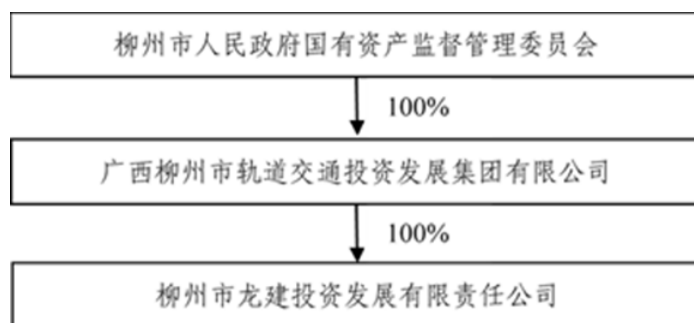 柳州市人民政府国有资产监督管理委员会
100%
广西柳州市轨道交通投资发展集团有限公司
100%
柳州市龙建投资发展有限责任公司